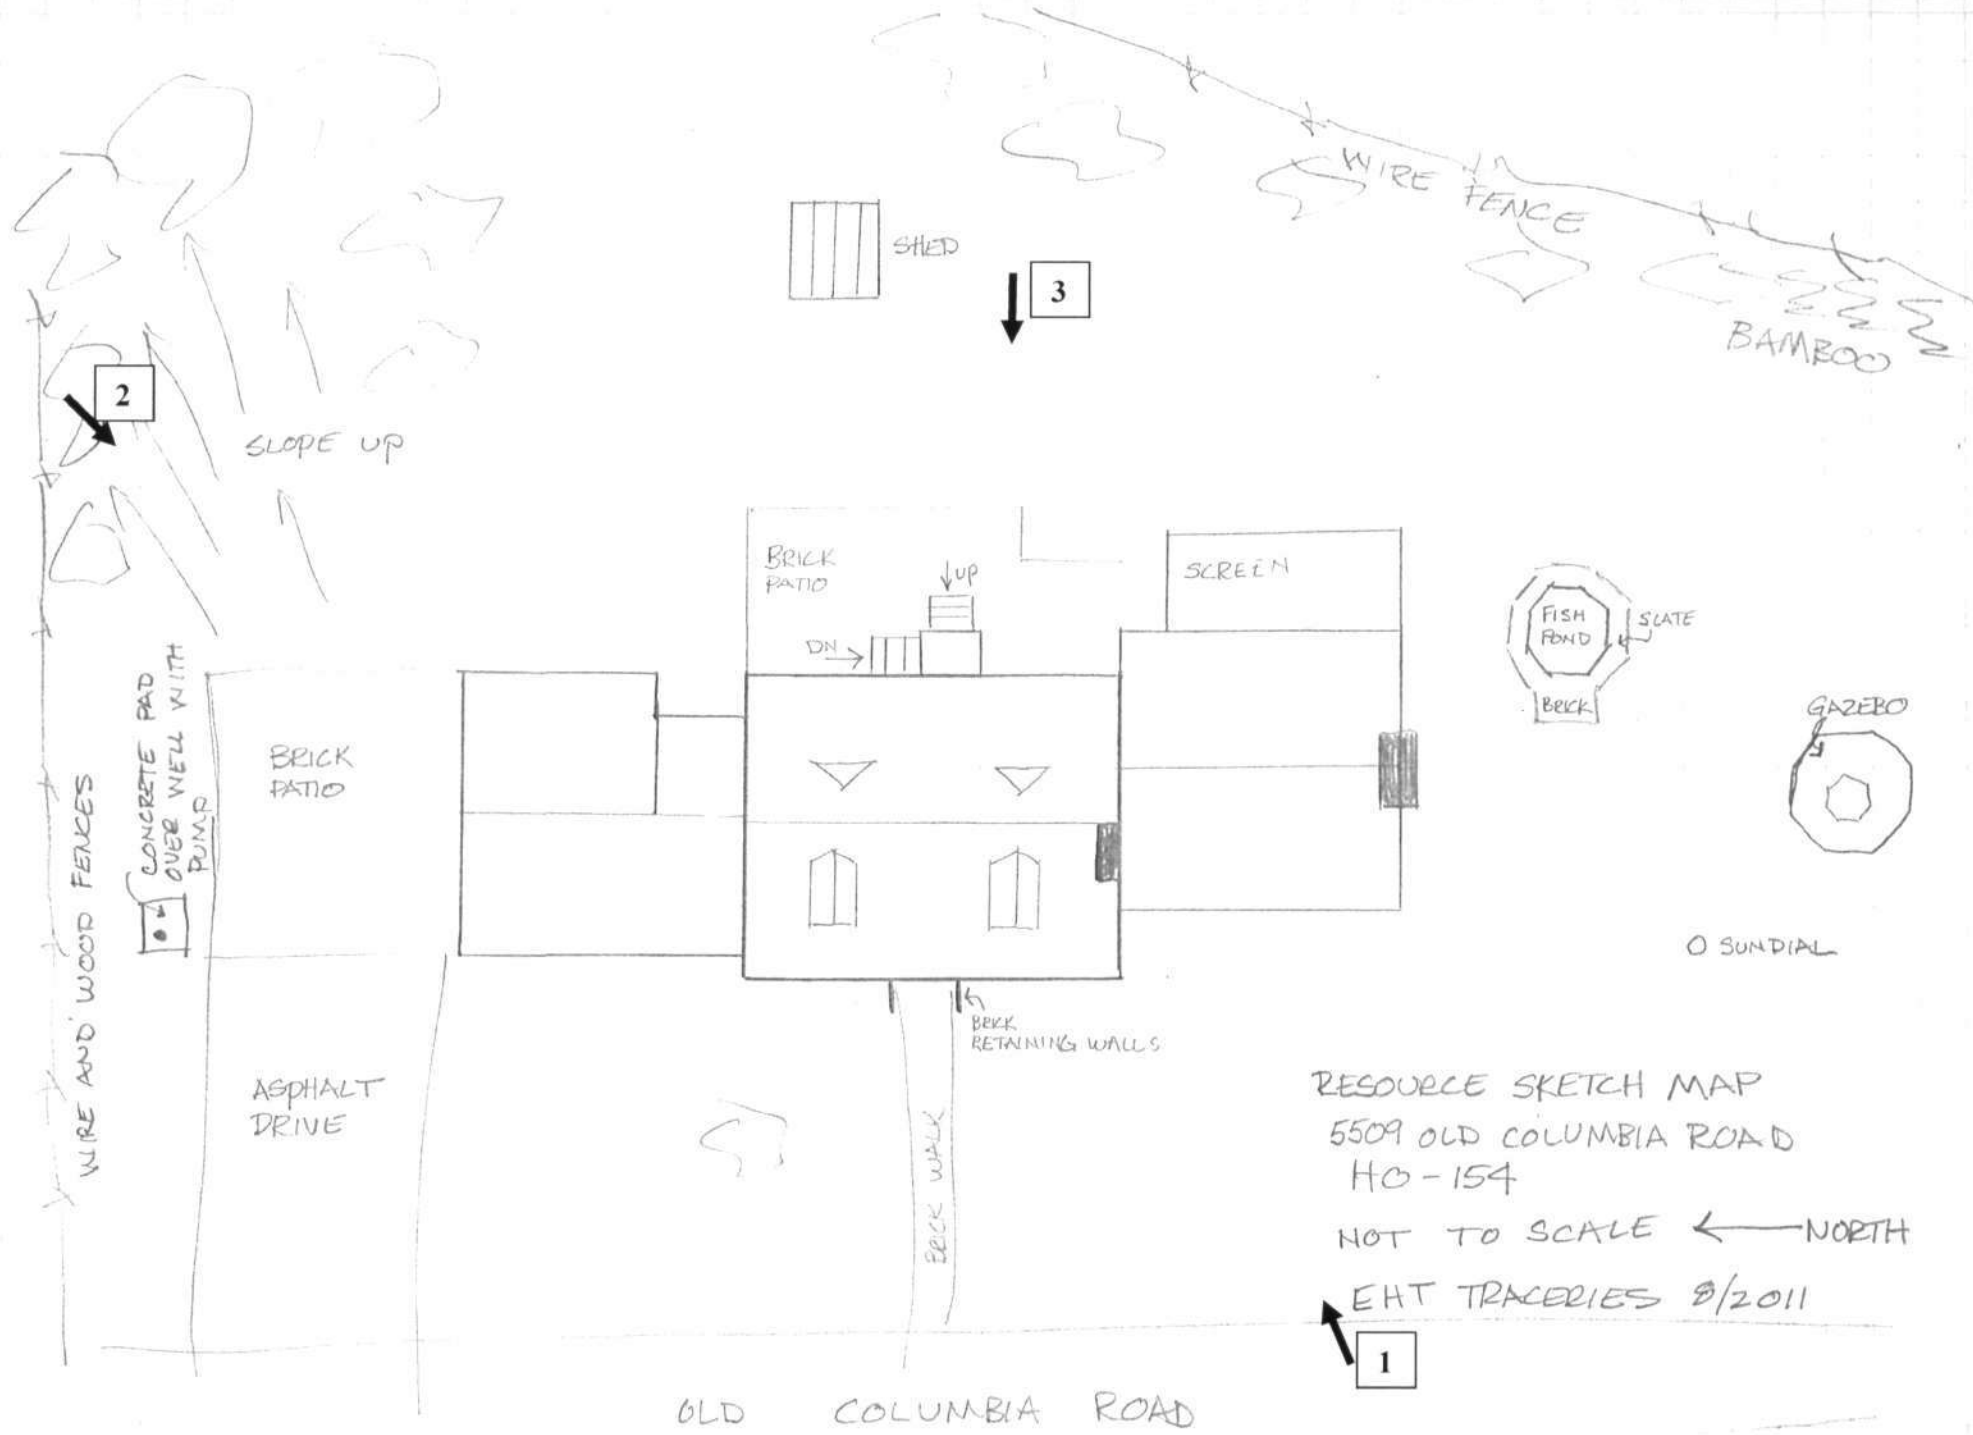 WIRE
FENCE
SHED
3
BAMBOO
2
SLOPE UP
BRICK
PATIO
UP
SCREEN
DN
FISH
POND
SLATE
BRICK
GAZEBO
CONCRETE PAD
OVER WELL WITH
PUMP
BRICK
PATIO
WIRE AND WOOD FENCES
SUNDIAL
BRICK
RETAINING WALLS
ASPHALT
DRIVE
BRICK WALK
RESOURCE SKETCH MAP
5509 OLD COLUMBIA ROAD
HO-154
NOT TO SCALE NORTH
EHT TRACERIES 8/2011
1
OLD COLUMBIA ROAD